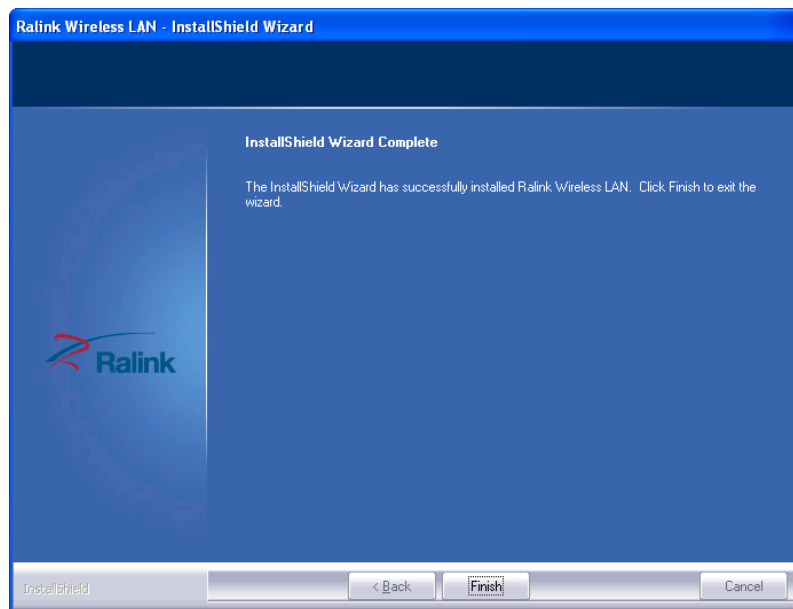 Ralink Wireless LAN - InstallShield Wizard
InstallShield Wizard Complete
The InstallShield Wizard has successfully installed Ralink Wireless LAN. Click Finish to exit the
wizard.
Ralink
InstallShield
< Back
Finish
Cancel